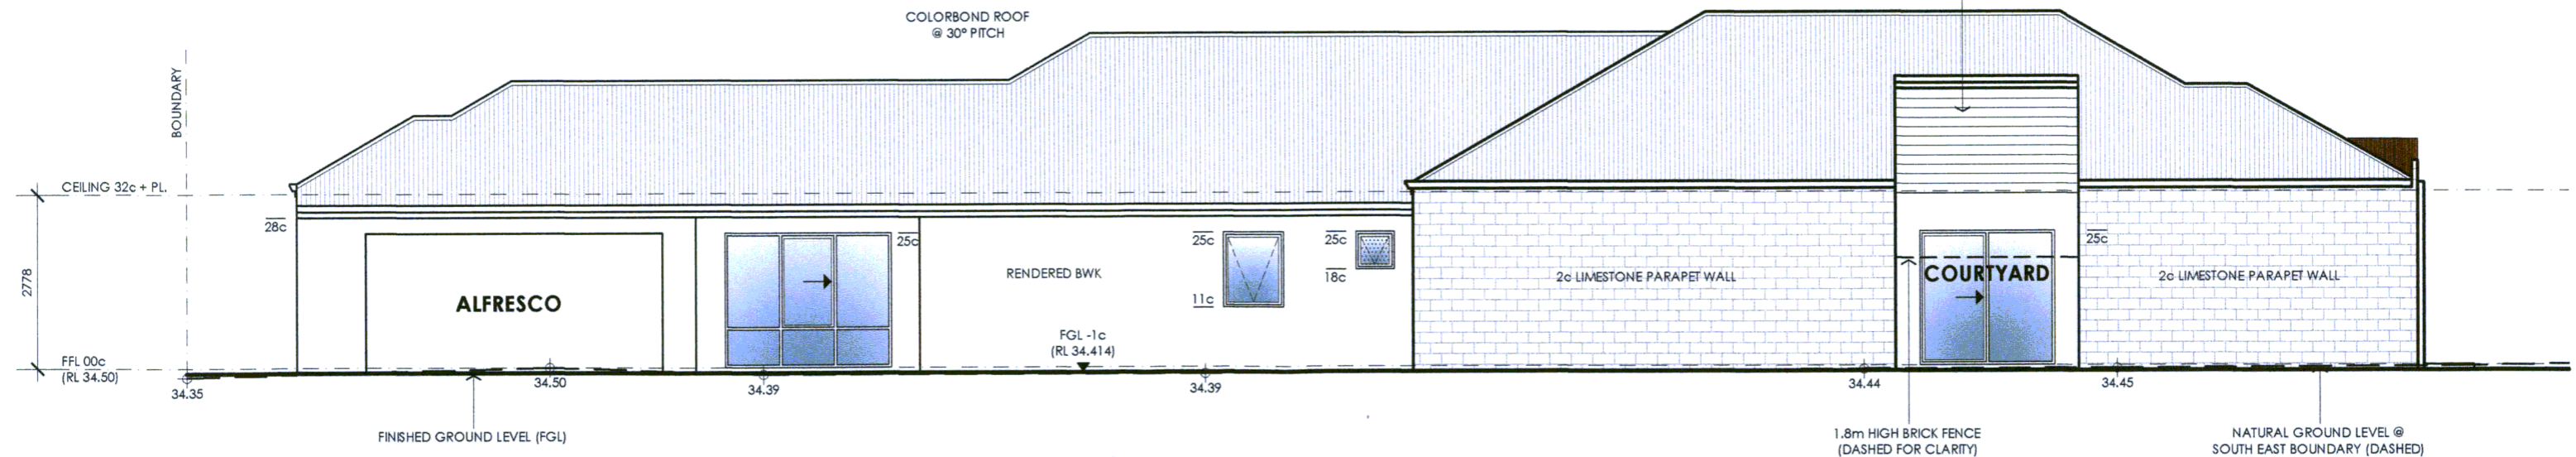 COLORBOND ROOF
@ 30° PITCH
BOUNDARY
CEILING 32c + PL.
28c
25c
25c
25c
25c
2778
ALFRESCO
RENDERED BWK
11c
18c
2c LIMESTONE PARAPET WALL
COURTYARD
2c LIMESTONE PARAPET WALL
FGL -1c
(RL 34.414)
FFL 00c
(RL 34.50)
34.35
34.50
34.39
34.39
34.44
34.45
FINISHED GROUND LEVEL (FGL)
1.8m HIGH BRICK FENCE
(DASHED FOR CLARITY)
NATURAL GROUND LEVEL @
SOUTH EAST BOUNDARY (DASHED)